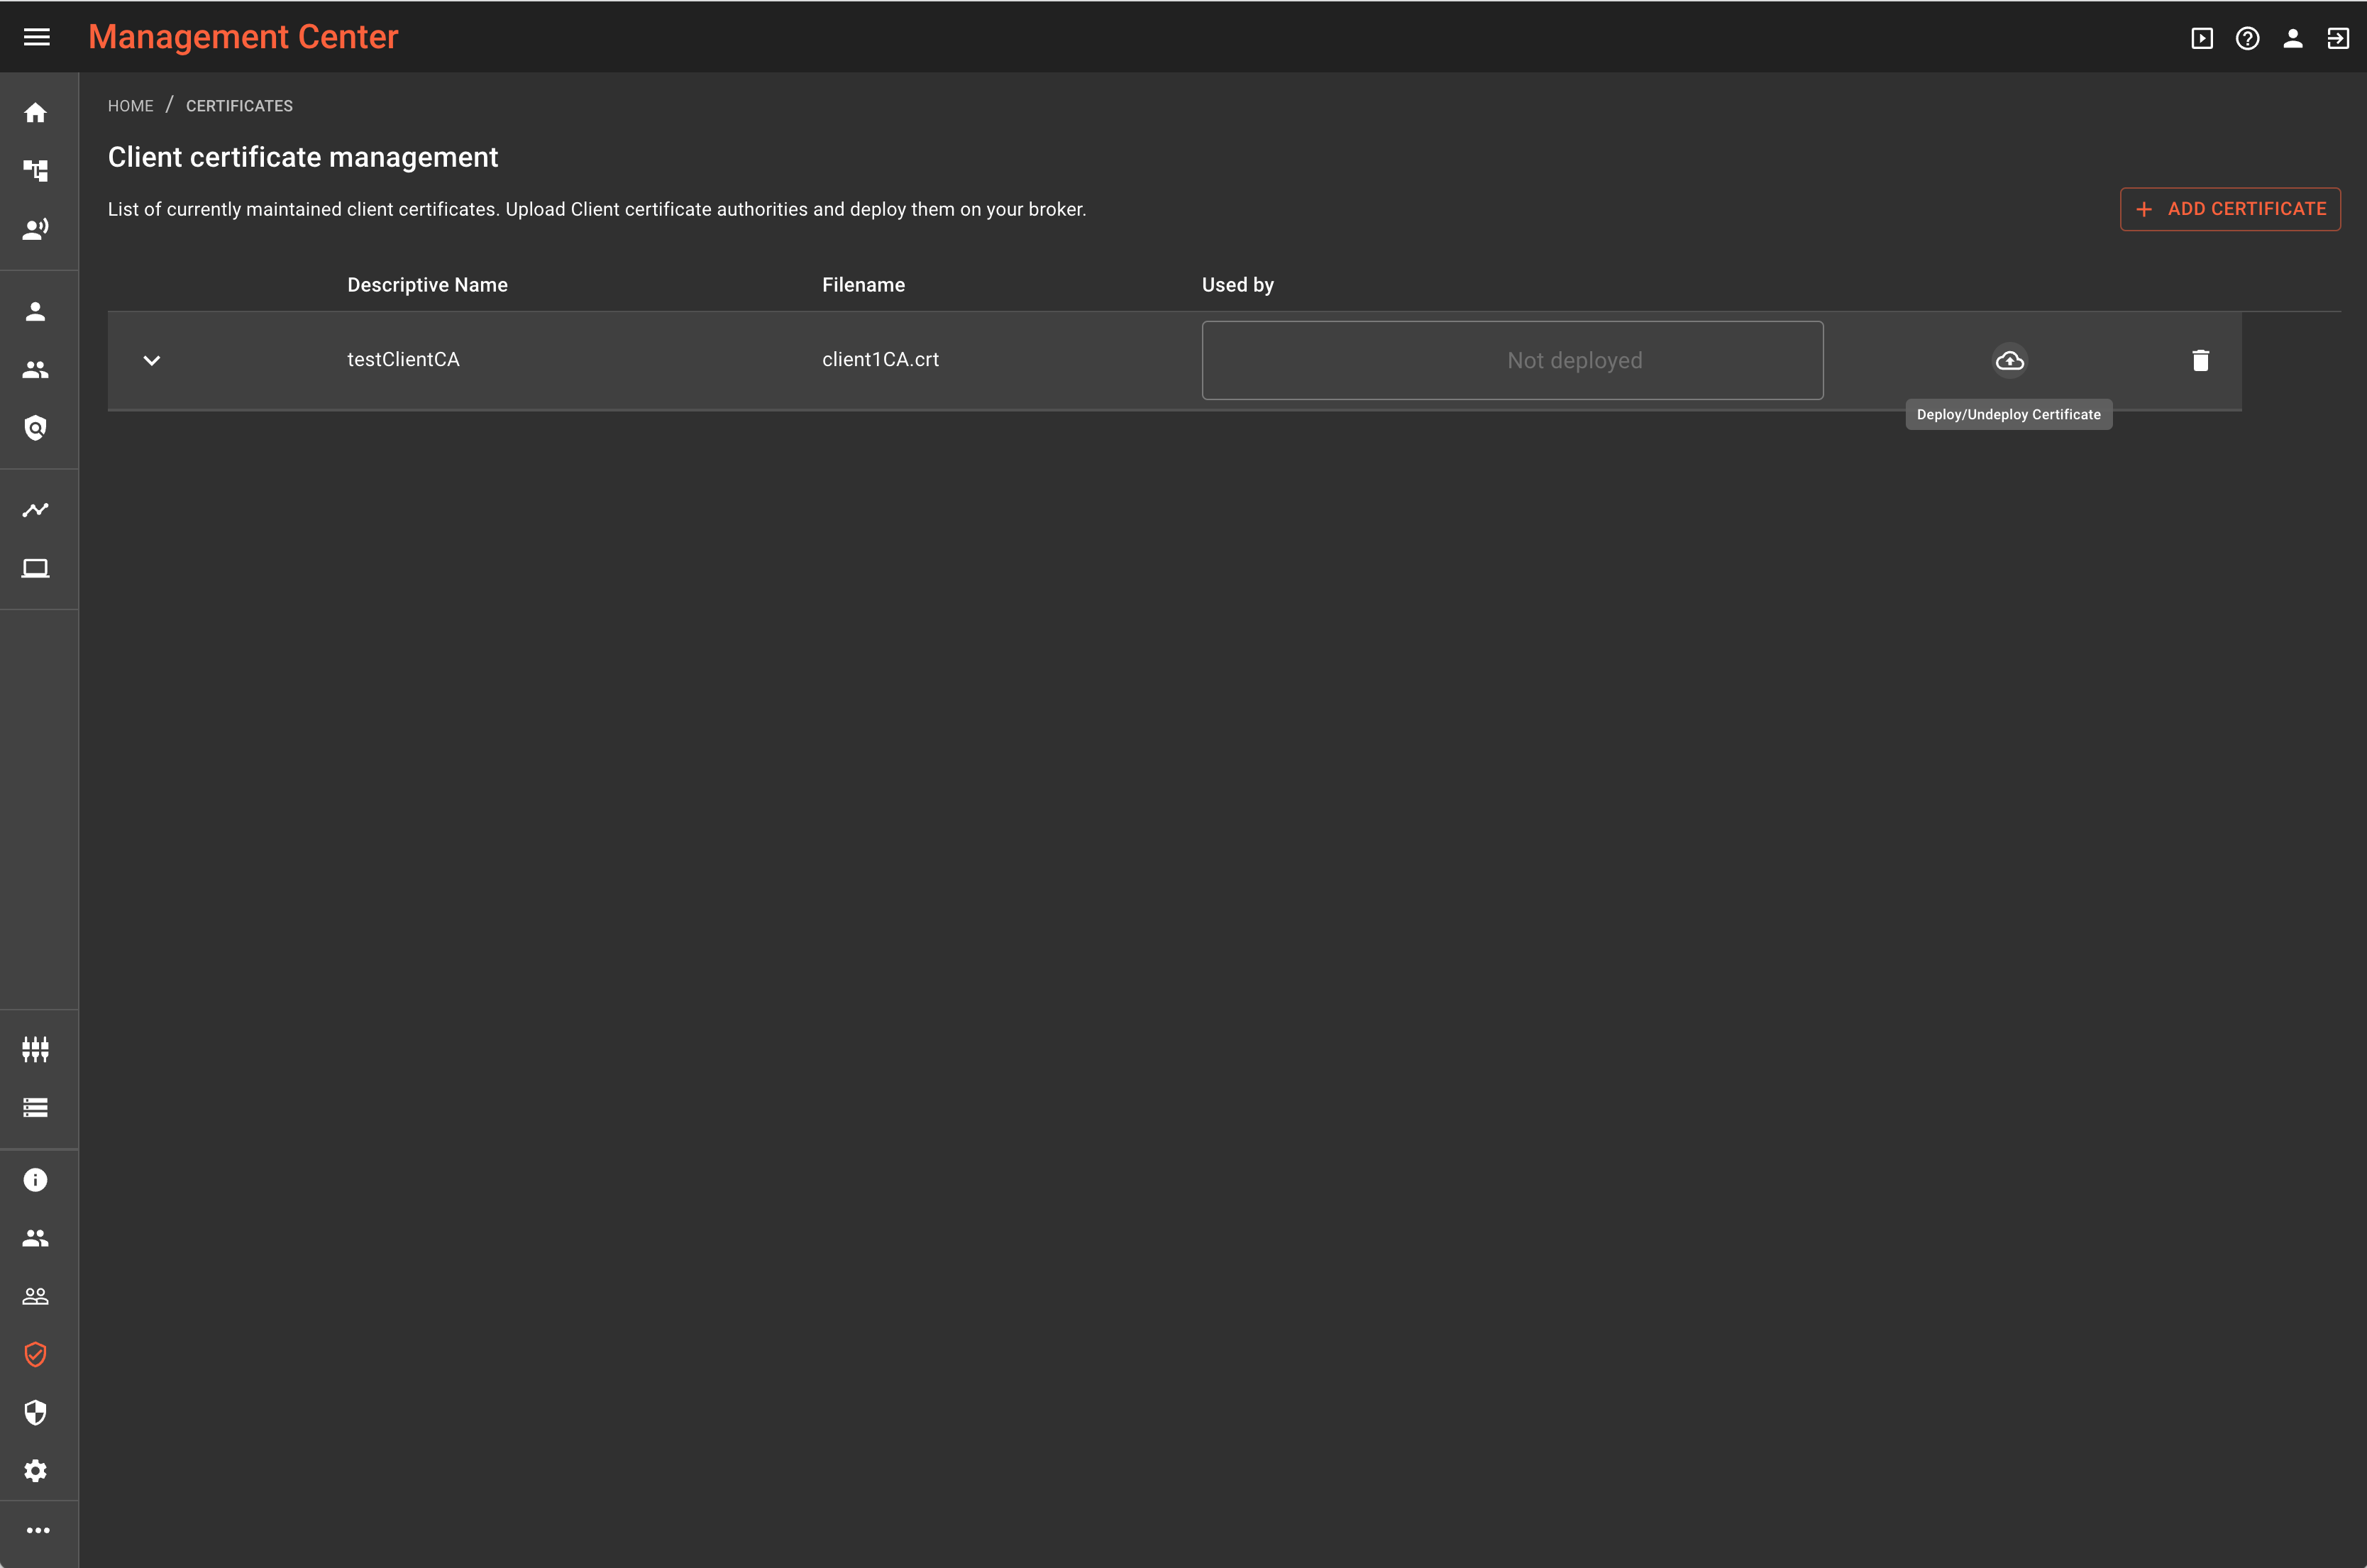 Management Center
HOME / CERTIFICATES
Client certificate management
List of currently maintained client certificates. Upload Client certificate authorities and deploy them on your broker.
ADD CERTIFICATE
Descriptive Name Filename Used by
testClientCA client1CA.crt Not deployed
Deploy/Undeploy Certificate